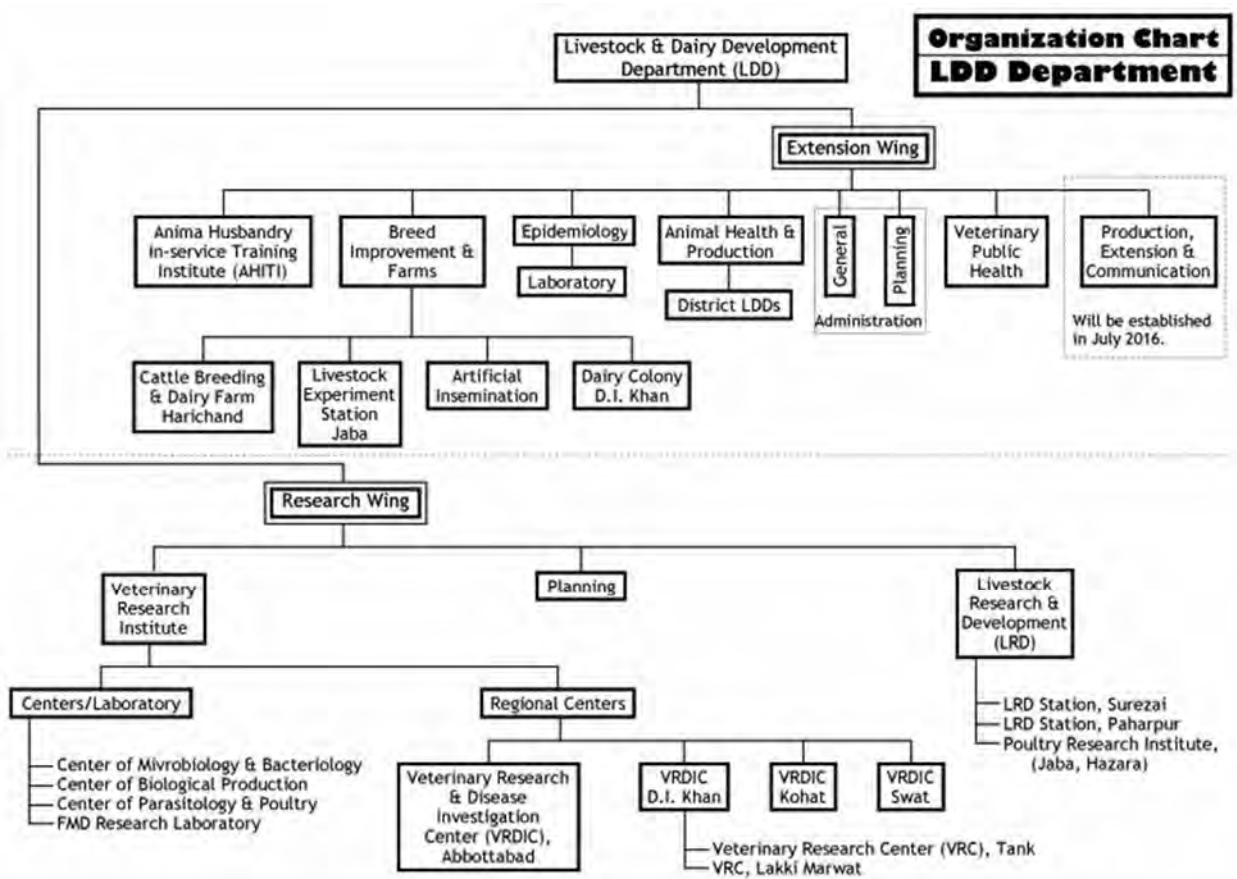 Organization Chart
LDD Department
Livestock & Dairy Development
Department (LDD)
Extension Wing
Anima Husbandry
In-service Training
Institute (AHITI)
Breed
Improvement &
Farms
Epidemiology
Laboratory
Animal Health &
Production
District LDDs
General
Planning
Administration
Veterinary
Public
Health
Production,
Extension &
Communication
Will be established
in July 2016.
Cattle Breeding
& Dairy Farm
Harichand
Livestock
Experiment
Station
Jaba
Artificial
Insemination
Dairy Colony
D.I. Khan
Research Wing
Veterinary
Research
Institute
Planning
Livestock
Research &
Development
(LRD)
Centers/Laboratory
Regional Centers
LRD Station, Surezai
LRD Station, Paharpur
Poultry Research Institute,
(Jaba, Hazara)
Center of Mivrobiology & Bacteriology
Center of Biological Production
Center of Parasitology & Poultry
FMD Research Laboratory
Veterinary Research
& Disease
Investigation
Center (VRDIC),
Abbottabad
VRDIC
D.I. Khan
VRDIC
Kohat
VRDIC
Swat
Veterinary Research Center (VRC), Tank
VRC, Lakki Marwat